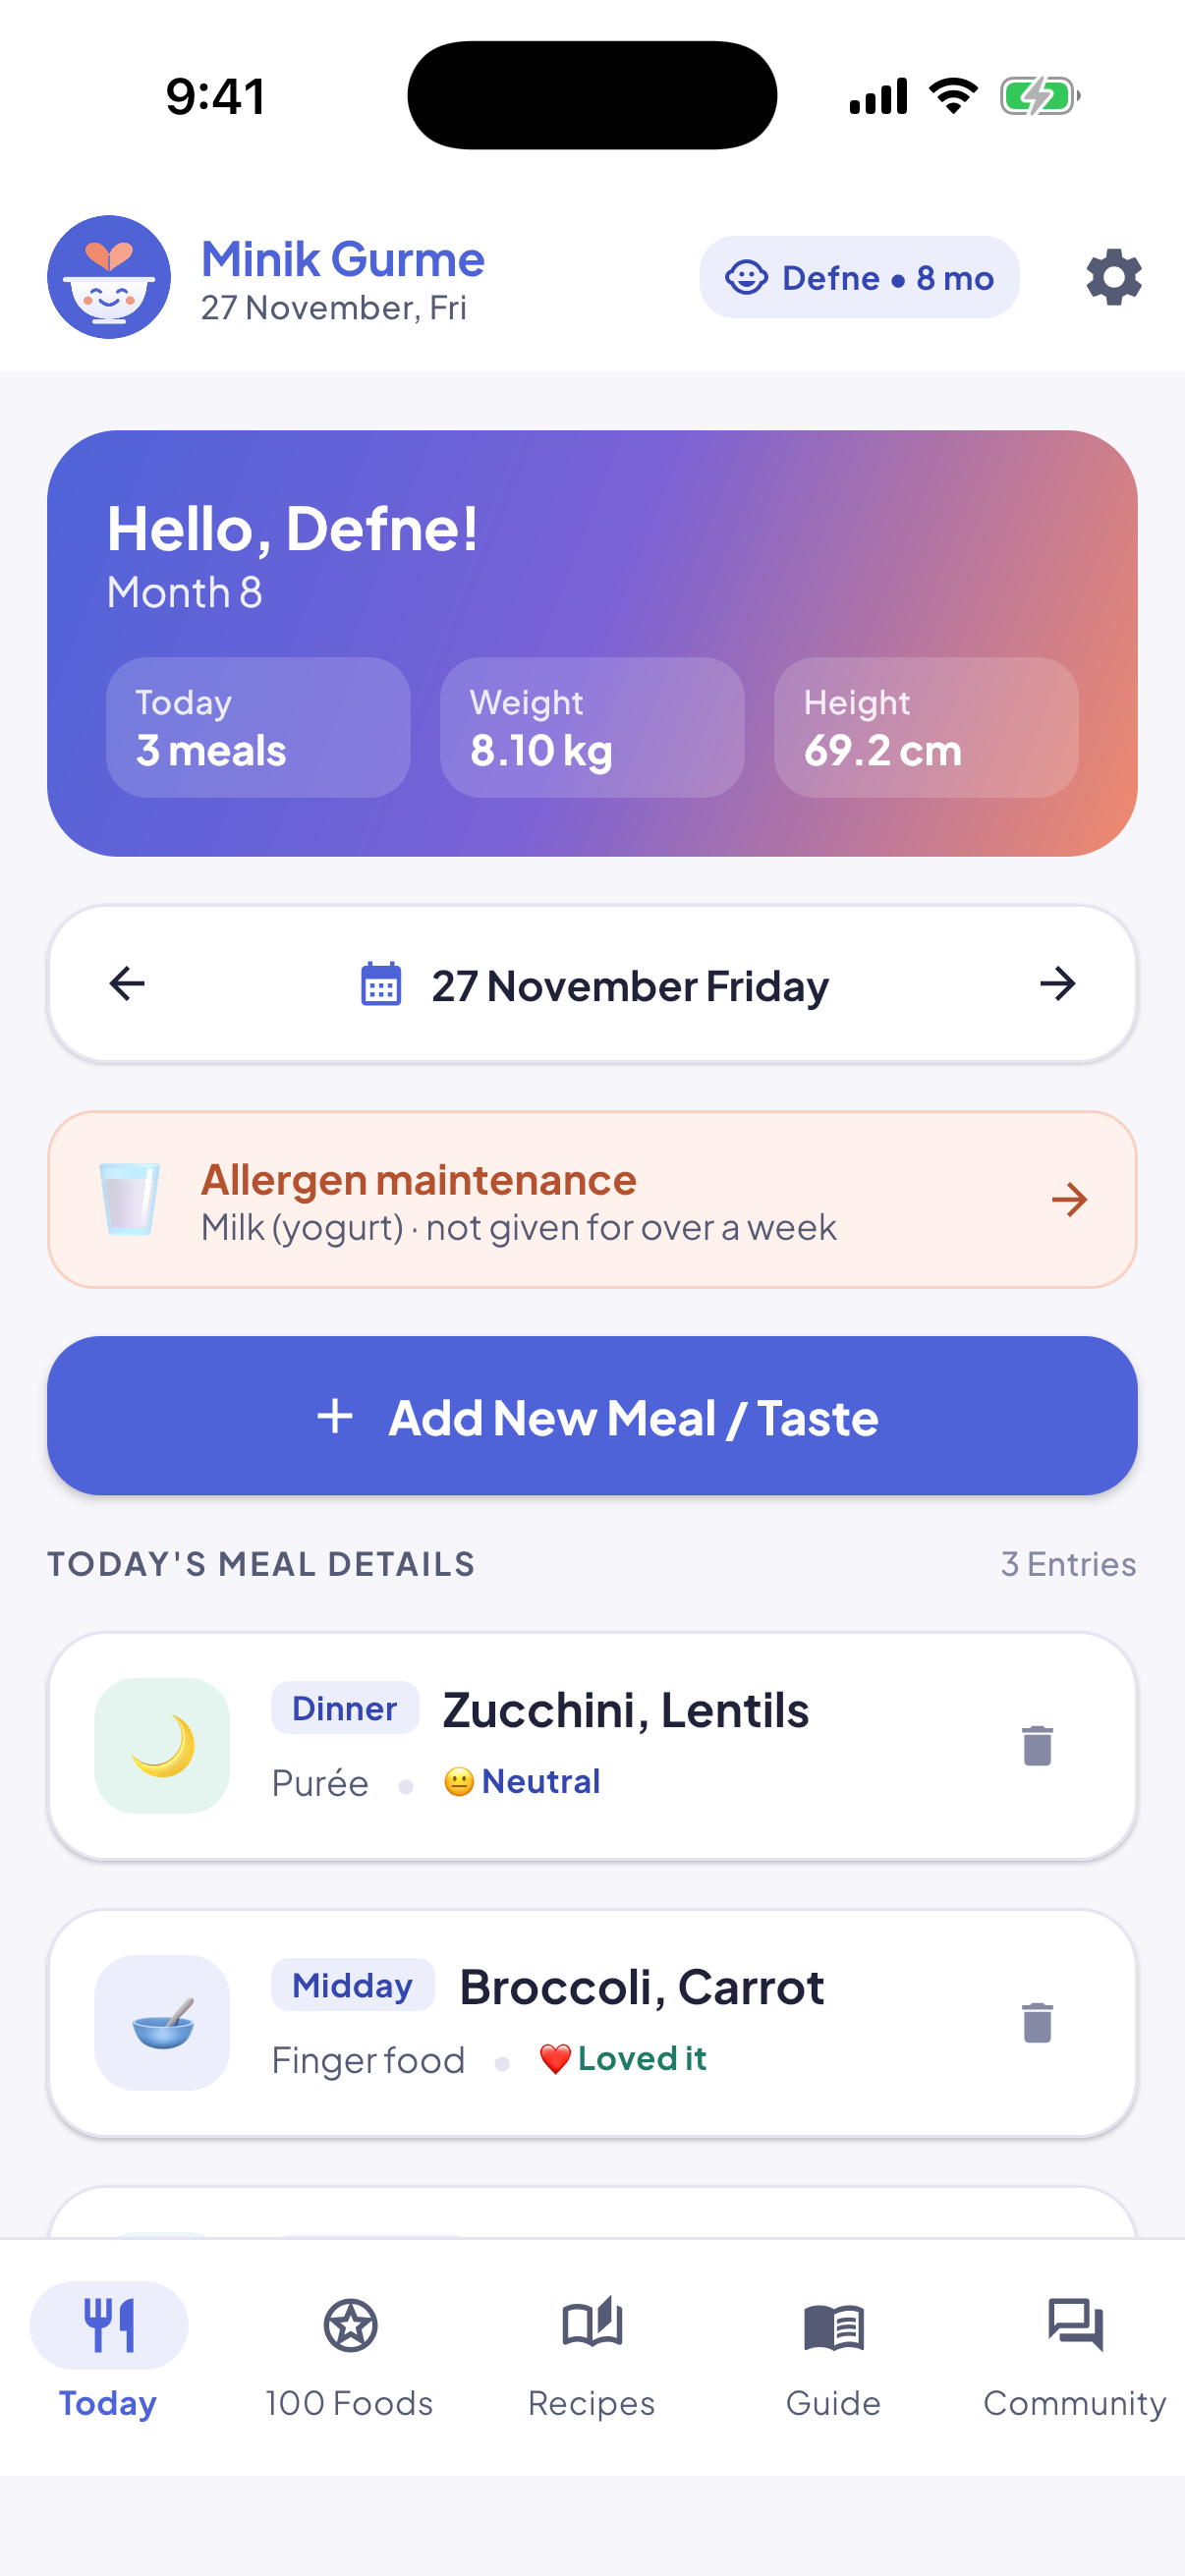 9:41
Minik Gurme
27 November, Fri
Defne • 8 mo
Hello, Defne!
Month 8
Today
3 meals
Weight
8.10 kg
Height
69.2 cm
27 November Friday
Allergen maintenance
Milk (yogurt) · not given for over a week
+ Add New Meal / Taste
TODAY'S MEAL DETAILS
3 Entries
Dinner
Zucchini, Lentils
Purée • 😐 Neutral
Midday
Broccoli, Carrot
Finger food • ❤️ Loved it
Today
100 Foods
Recipes
Guide
Community